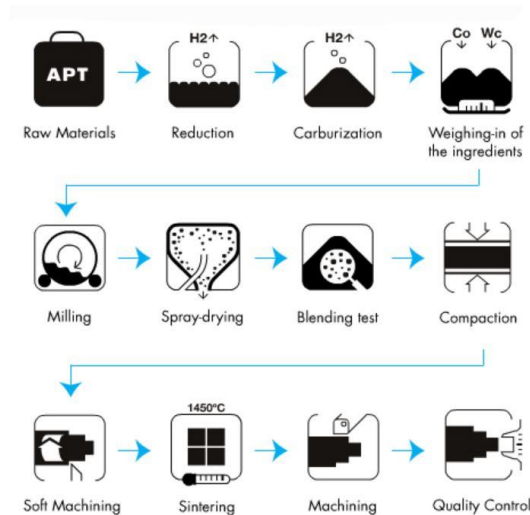 H2↑
H2↑
Co Wc
APT
Raw Materials
Reduction
Carburization
Weighing-in of
the ingredients
Milling
Spray-drying
Blending test
Compaction
1450°C
Soft Machining
Sintering
Machining
Quality Control